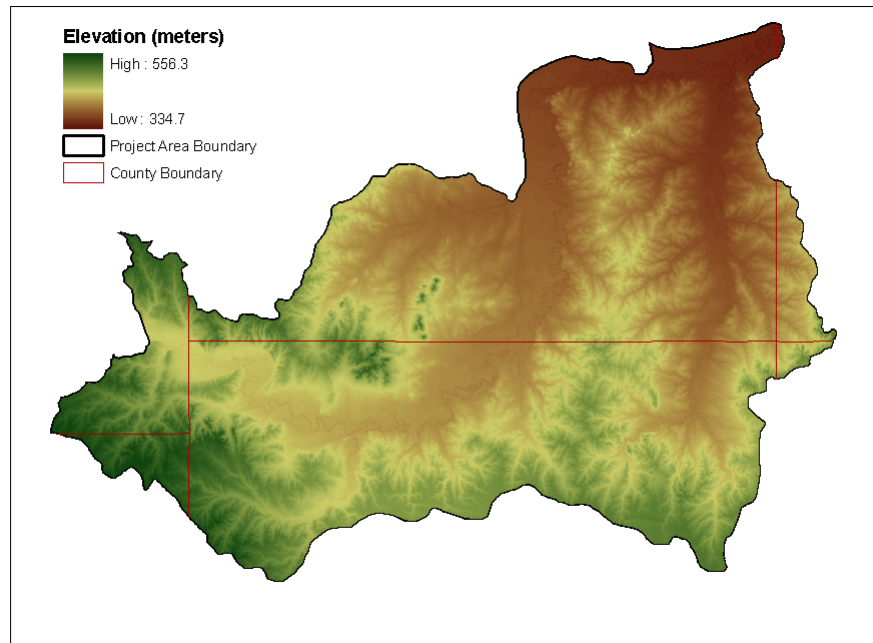 Elevation (meters)
High : 556.3
Low : 334.7
Project Area Boundary
County Boundary